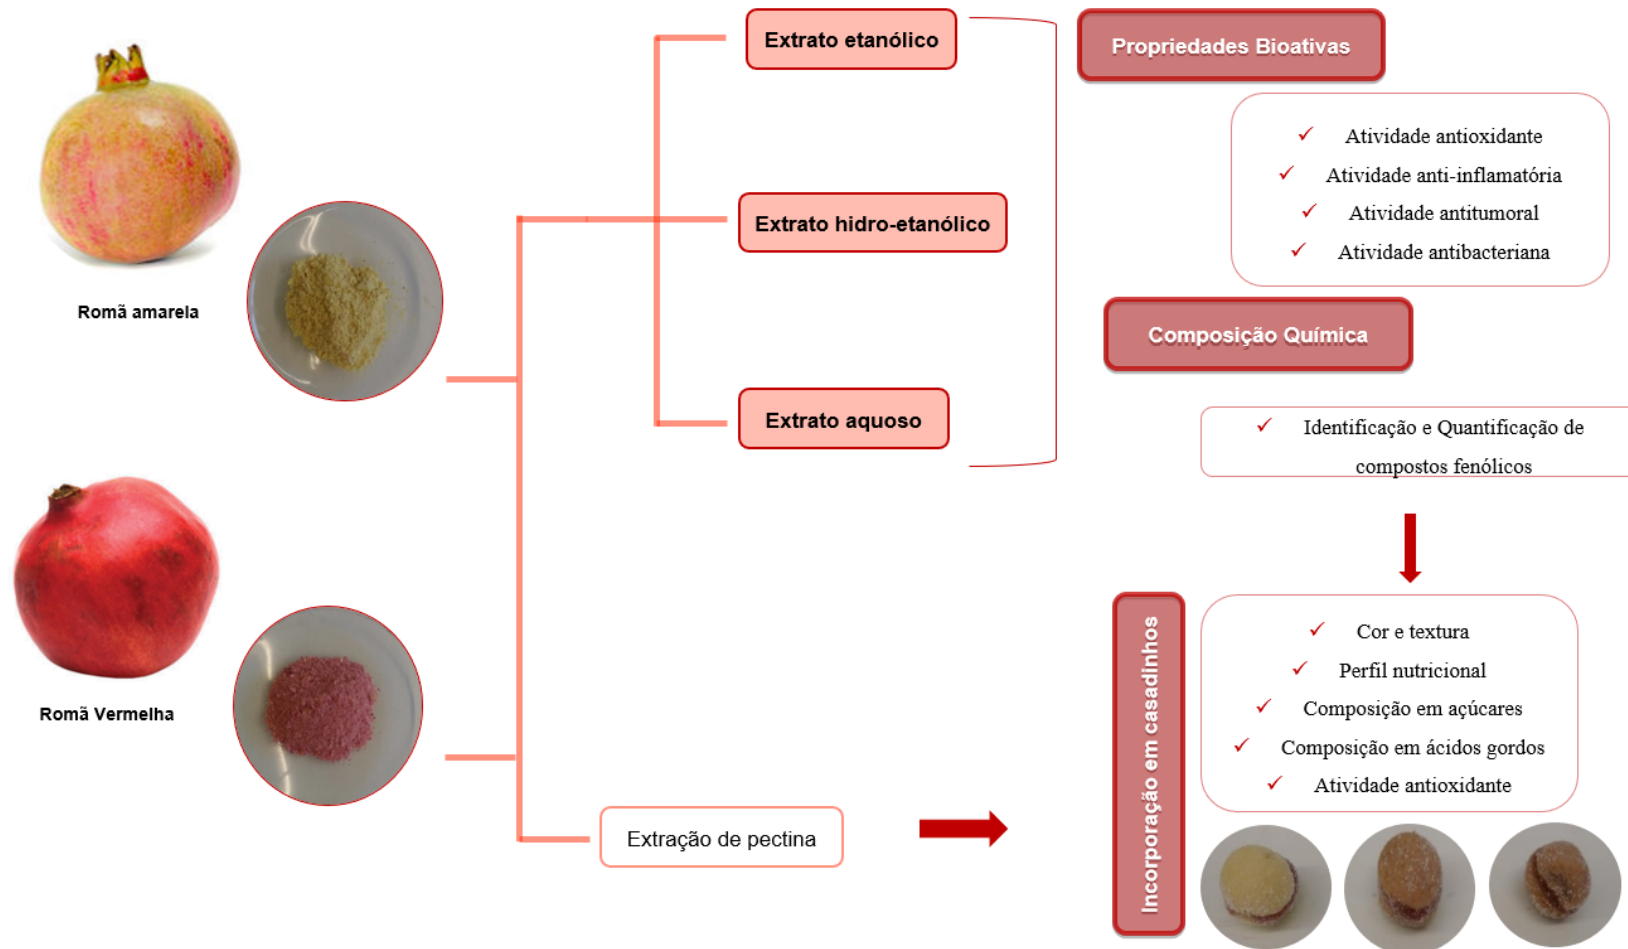 Romã amarela
Romã Vermelha
Extrato etanólico
Extrato hidro-etanólico
Extrato aquoso
Extração de pectina
Propriedades Bioativas
✓ Atividade antioxidante
✓ Atividade anti-inflamatória
✓ Atividade antitumoral
✓ Atividade antibacteriana
Composição Química
✓ Identificação e Quantificação de
compostos fenólicos
Incorporação em casadinhos
✓ Cor e textura
✓ Perfil nutricional
✓ Composição em açúcares
✓ Composição em ácidos gordos
✓ Atividade antioxidante